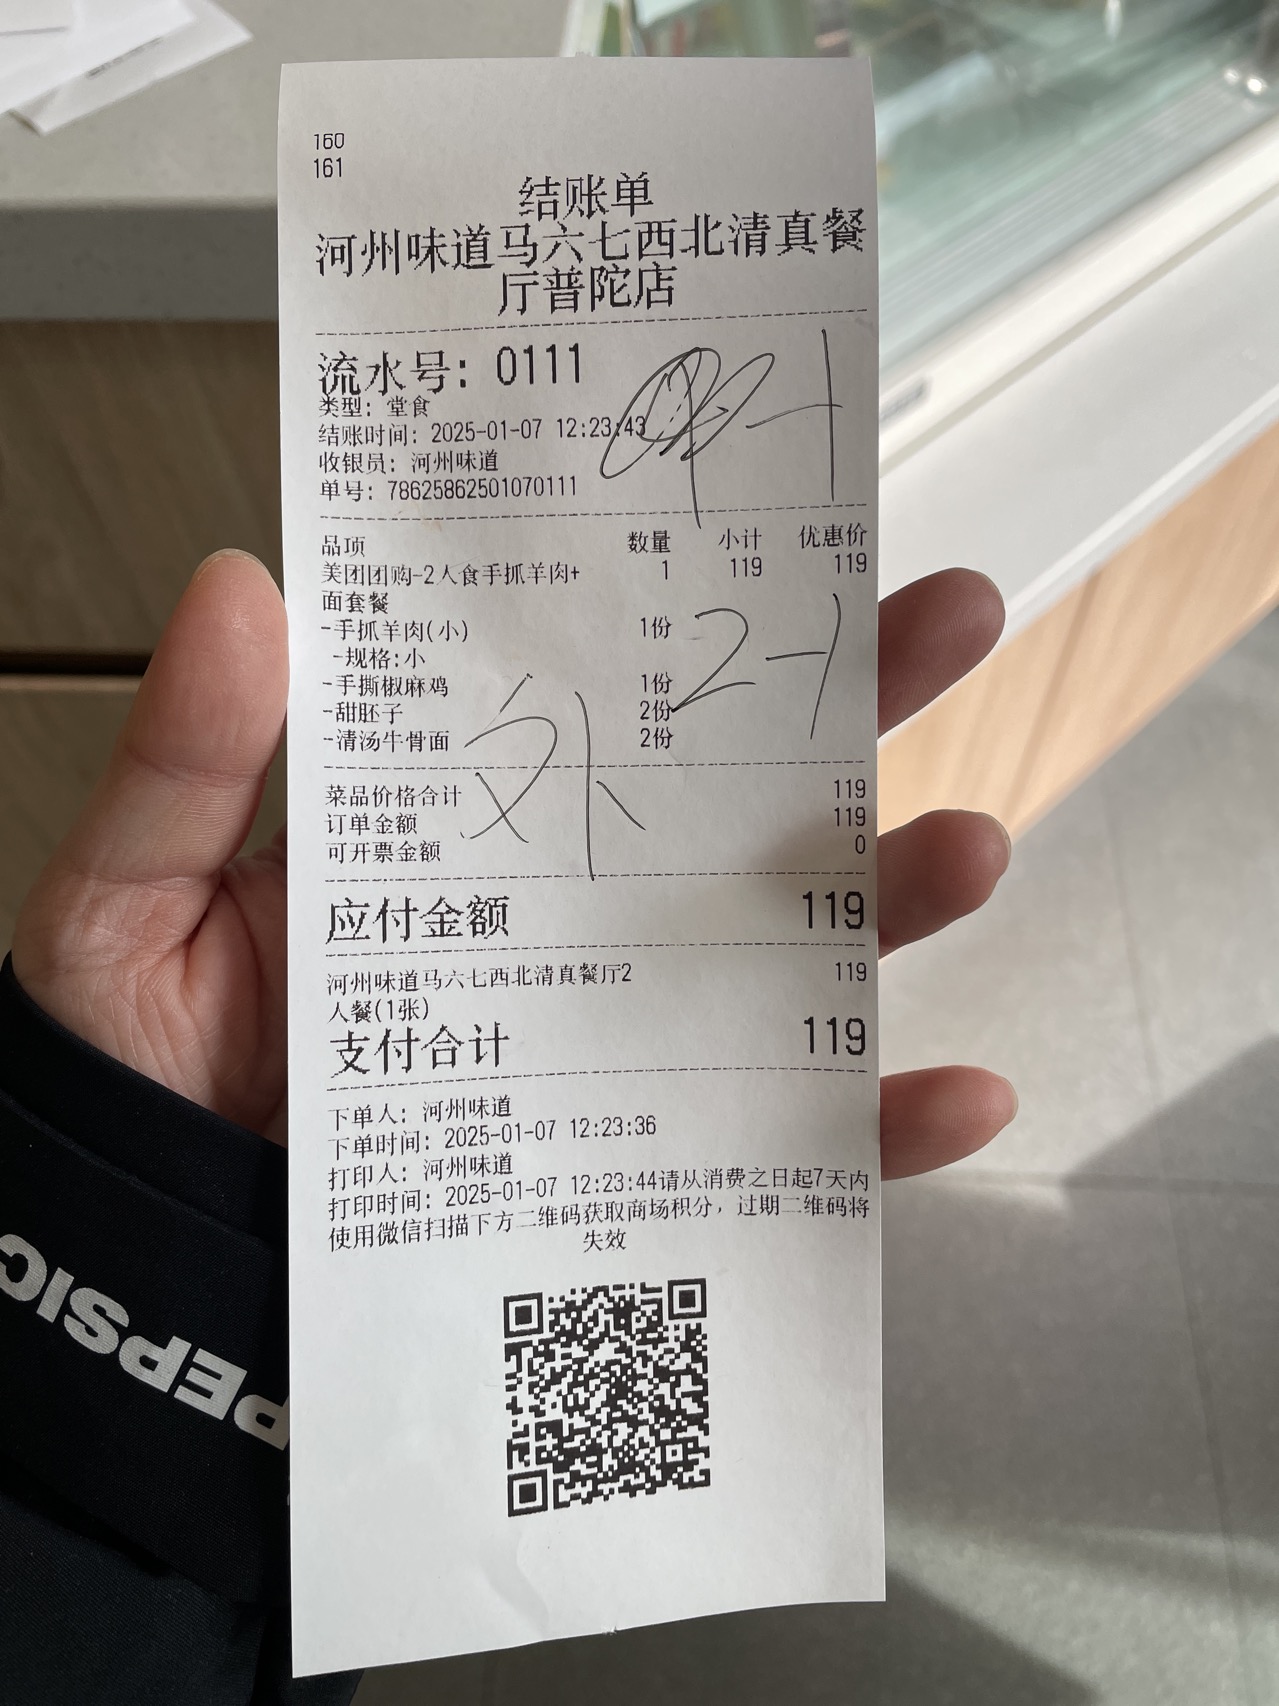 160
161
结账单
河州味道马六七西北清真餐
厅普陀店
流水号: 0111
类型: 堂食
结账时间: 2025-01-07 12:23:43
收银员: 河州味道
单号: 78625862501070111
品项 数量 小计 优惠价
美团团购-2人食手抓羊肉+ 1 119 119
面套餐
-手抓羊肉(小) 1份
-规格:小
-手撕椒麻鸡 1份
-甜胚子 2份
-清汤牛骨面 2份
2-1
外
菜品价格合计 119
订单金额 119
可开票金额 0
应付金额 119
河州味道马六七西北清真餐厅2 119
人餐(1张)
支付合计 119
下单人: 河州味道
下单时间: 2025-01-07 12:23:36
打印人: 河州味道
打印时间: 2025-01-07 12:23:44请从消费之日起7天内
使用微信扫描下方二维码获取商场积分，过期二维码将
失效
PEPSIC